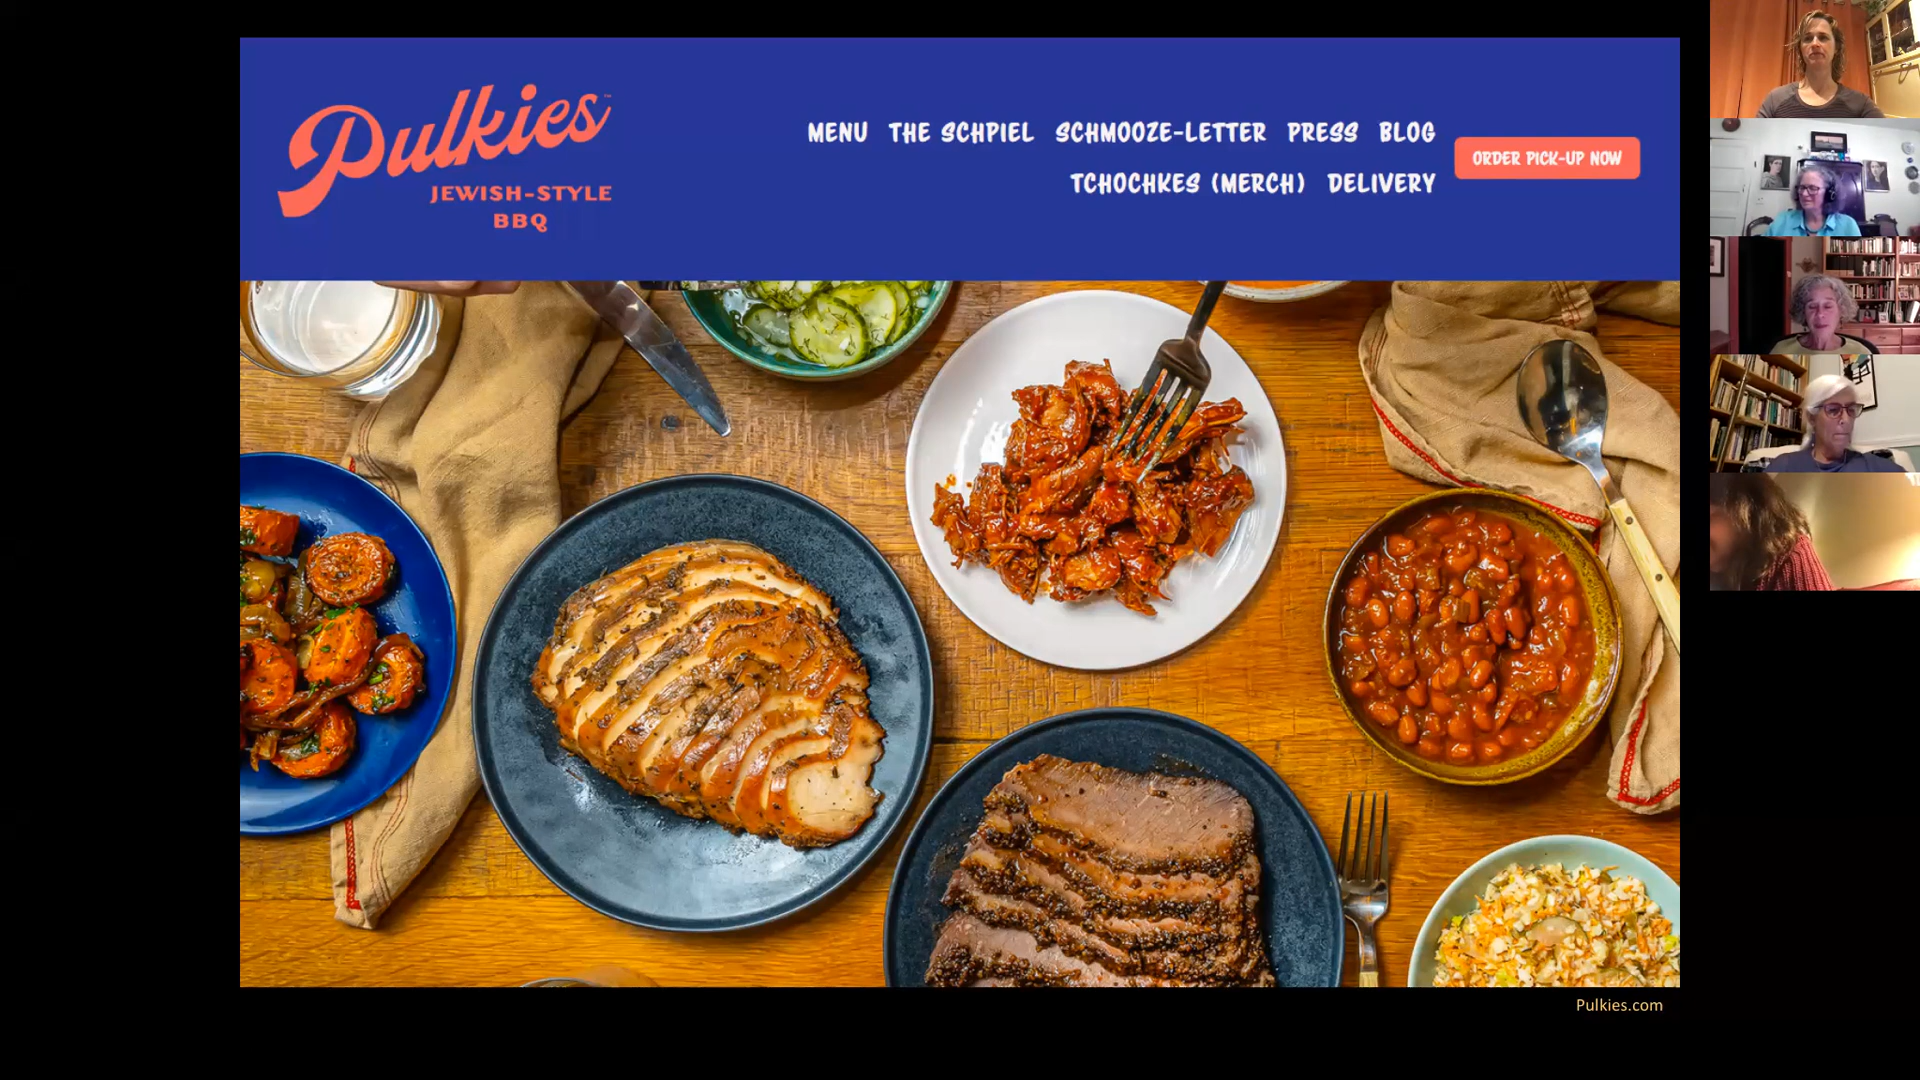 Pulkies™
JEWISH-STYLE
BBQ
MENU THE SCHPIEL SCHMOOZE-LETTER PRESS BLOG
TCHOCHKES (MERCH) DELIVERY
ORDER PICK-UP NOW
Pulkies.com